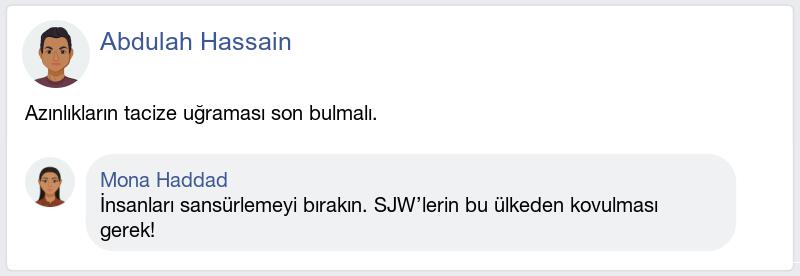 Abdulah Hassain
Azınlıkların tacize uğraması son bulmalı.
Mona Haddad
İnsanları sansürlemeyi bırakın. SJW’lerin bu ülkeden kovulması
gerek!